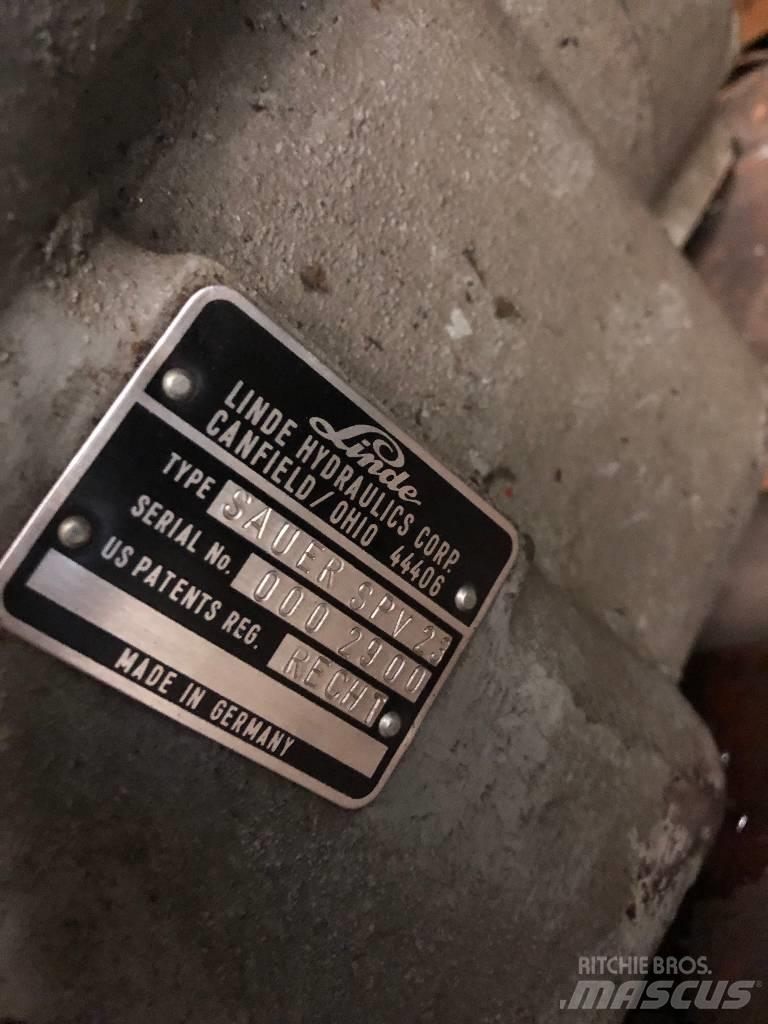 Linde
LINDE HYDRAULICS CORP.
CANFIELD/OHIO 44406
TYPE SAUER SPV 23
SERIAL No. 000 2900
US PATENTS REG. RECHT
MADE IN GERMANY
RITCHIE BROS.
MASCUS